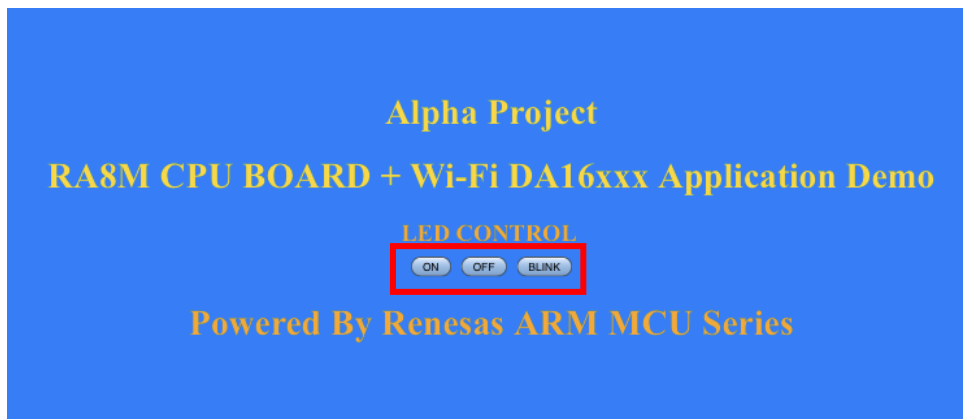 Alpha Project
RA8M CPU BOARD + Wi-Fi DA16xxx Application Demo
LED CONTROL
ON OFF BLINK
Powered By Renesas ARM MCU Series